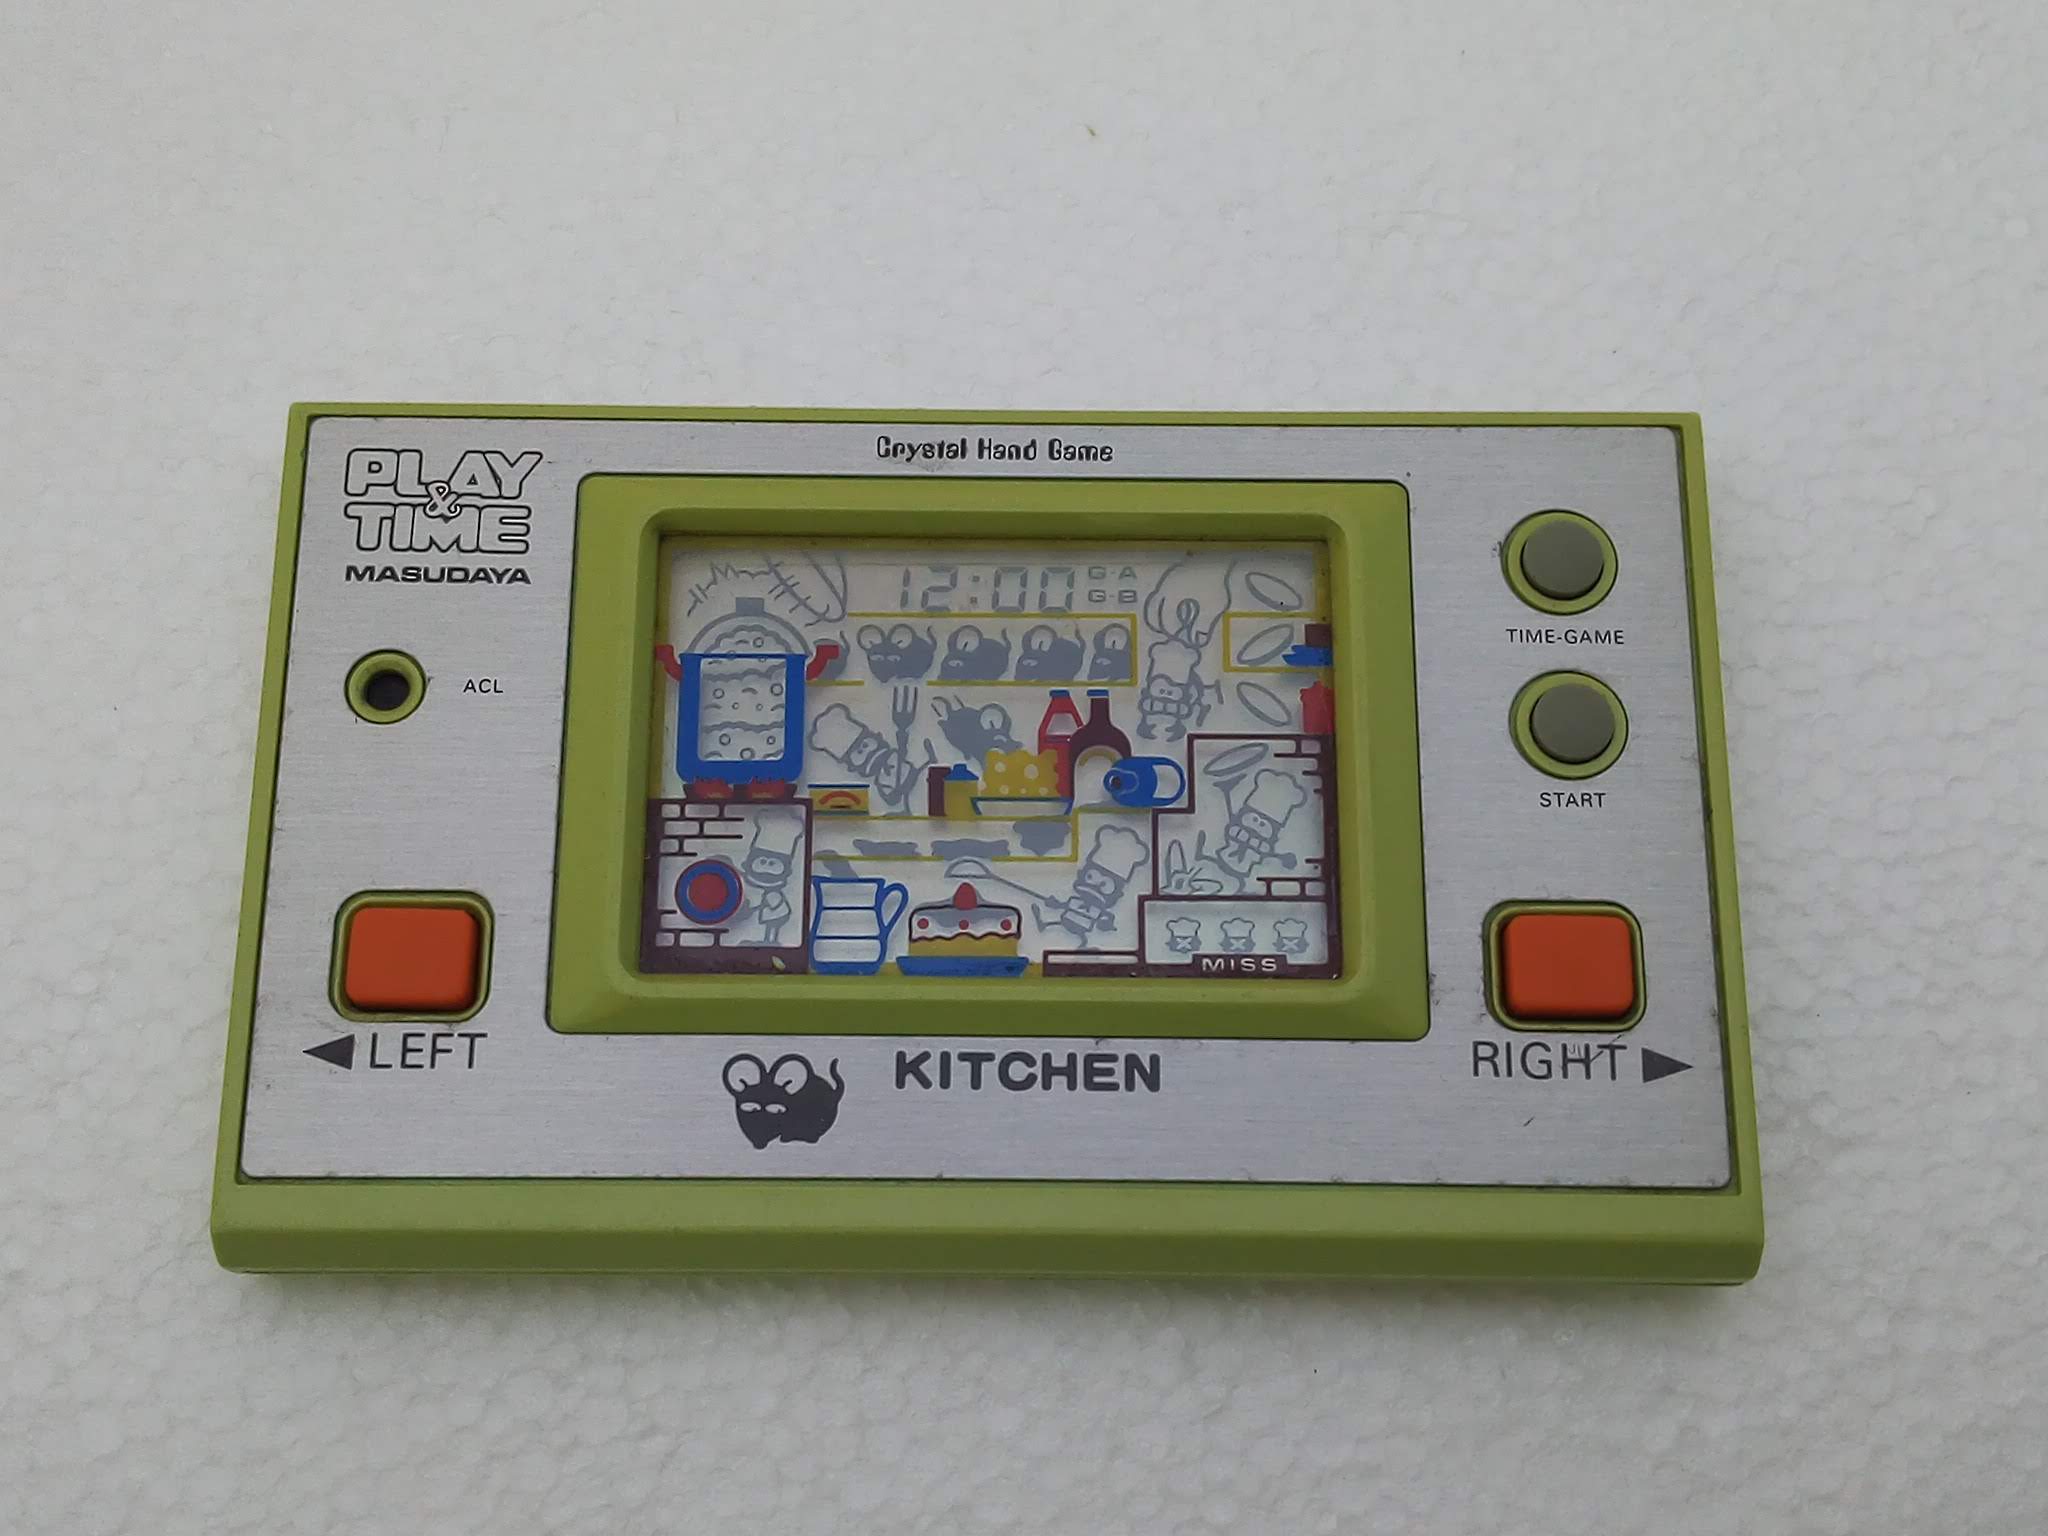 Crystal Hand Game
PLAY
&
TIME
MASUDAYA
12:00
G-A
G-B
TIME-GAME
ACL
START
MISS
◀ LEFT
KITCHEN
RIGHT ▶